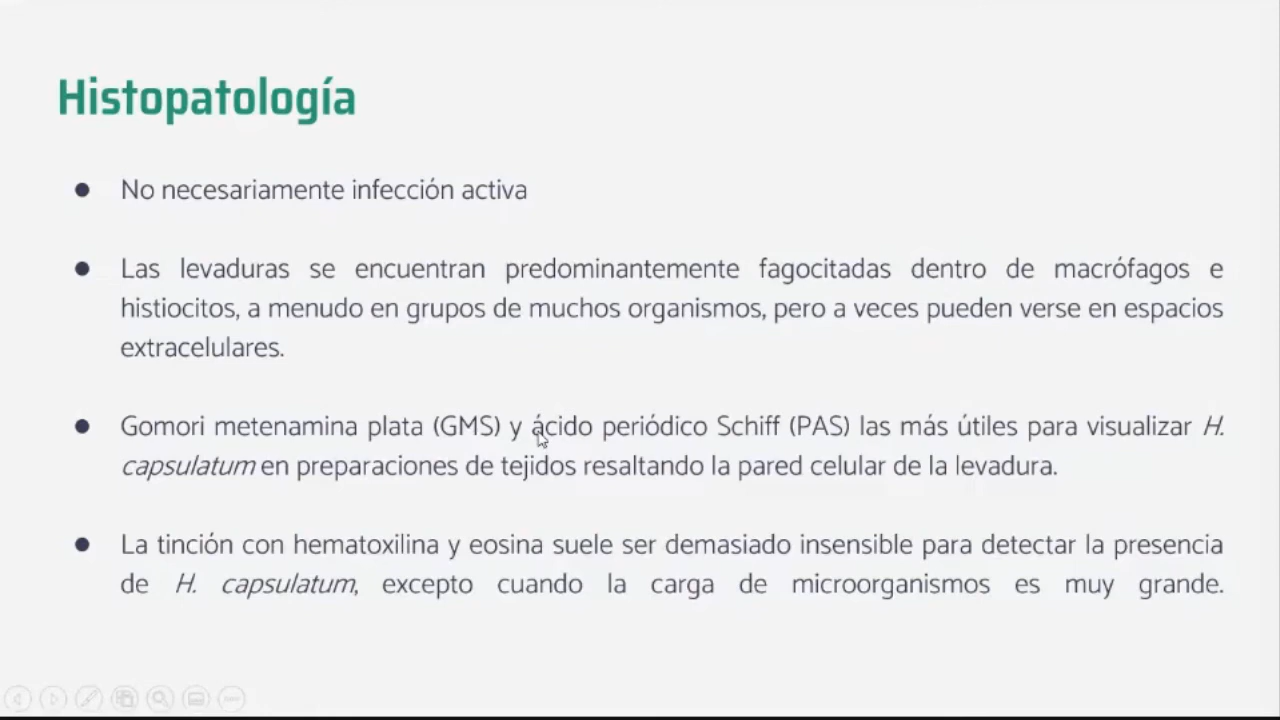 Histopatología
● No necesariamente infección activa
● Las levaduras se encuentran predominantemente fagocitadas dentro de macrófagos e
histiocitos, a menudo en grupos de muchos organismos, pero a veces pueden verse en espacios
extracelulares.
● Gomori metenamina plata (GMS) y ácido periódico Schiff (PAS) las más útiles para visualizar H.
capsulatum en preparaciones de tejidos resaltando la pared celular de la levadura.
● La tinción con hematoxilina y eosina suele ser demasiado insensible para detectar la presencia
de H. capsulatum, excepto cuando la carga de microorganismos es muy grande.